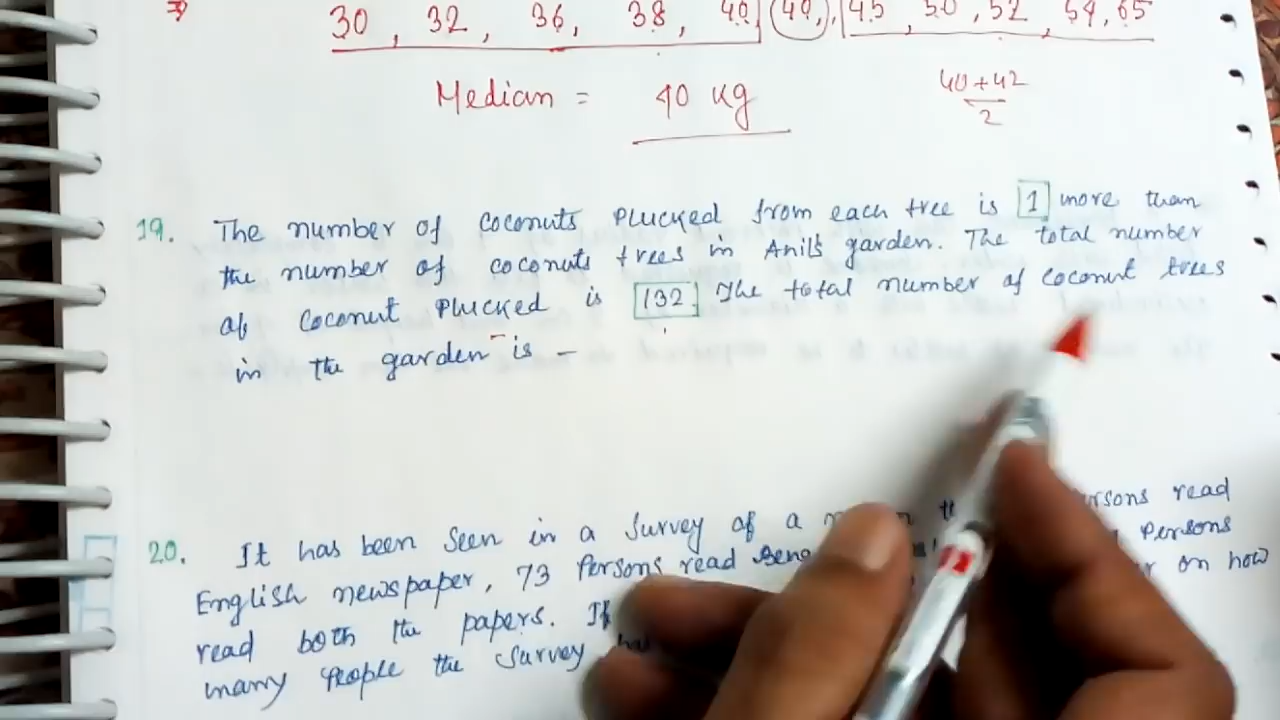 30, 32, 36, 38, 40, 40, 45, 50, 52, 54, 65
Median = 40 kg
40+42
2
19. The number of coconuts Plucked from each tree is 1 more than
the number of coconuts trees in Anil's garden. The total number
of coconut Plucked is 132 The total number of coconut trees
in the garden is –
20. It has been seen in a survey of a persons read
English newspaper, 73 Persons read Persons
read both the papers. If on how
many People the survey